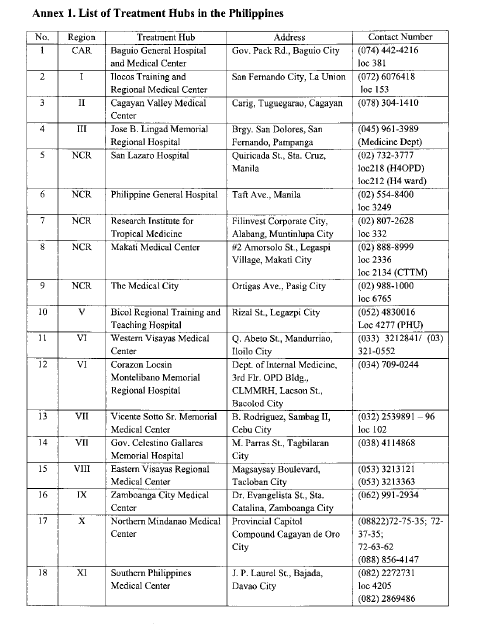 Annex 1. List of Treatment Hubs in the Philippines
No. Region Treatment Hub Address Contact Number
1 CAR Baguio General Hospital Gov. Pack Rd., Baguio City (074) 442-4216
and Medical Center loc 381
2 I Ilocos Training and San Fernando City, La Union (072) 6076418
Regional Medical Center loc 153
3 II Cagayan Valley Medical Carig, Tuguegarao, Cagayan (078) 304-1410
Center
4 III Jose B. Lingad Memorial Brgy. San Dolores, San (045) 961-3989
Regional Hospital Fernando, Pampanga (Medicine Dept)
5 NCR San Lazaro Hospital Quiricada St., Sta. Cruz, (02) 732-3777
Manila loc218 (H4OPD)
loc212 (H4 ward)
6 NCR Philippine General Hospital Taft Ave., Manila (02) 554-8400
loc 3249
7 NCR Research Institute for Filinvest Corporate City, (02) 807-2628
Tropical Medicine Alabang, Muntinlupa City loc 332
8 NCR Makati Medical Center #2 Amorsolo St., Legaspi (02) 888-8999
Village, Makati City loc 2336
loc 2134 (CTTM)
9 NCR The Medical City Ortigas Ave., Pasig City (02) 988-1000
loc 6765
10 V Bicol Regional Training and Rizal St., Legazpi City (052) 4830016
Teaching Hospital Loc 4277 (PHU)
11 VI Western Visayas Medical Q. Abeto St., Mandurriao, (033) 3212841/ (03)
Center Iloilo City 321-0552
12 VI Corazon Locsin Dept. of Internal Medicine, (034) 709-0244
Montelibano Memorial 3rd Flr. OPD Bldg.,
Regional Hospital CLMMRH, Lacson St.,
Bacolod City
13 VII Vicente Sotto Sr. Memorial B. Rodriguez, Sambag II, (032) 2539891 – 96
Medical Center Cebu City loc 102
14 VII Gov. Celestino Gallares M. Parras St., Tagbilaran (038) 4114868
Memorial Hospital City
15 VIII Eastern Visayas Regional Magsaysay Boulevard, (053) 3213121
Medical Center Tacloban City (053) 3213363
16 IX Zamboanga City Medical Dr. Evangelista St., Sta. (062) 991-2934
Center Catalina, Zamboanga City
17 X Northern Mindanao Medical Provincial Capitol (08822)72-75-35; 72-
Center Compound Cagayan de Oro 37-35;
City 72-63-62
(088) 856-4147
18 XI Southern Philippines J. P. Laurel St., Bajada, (082) 2272731
Medical Center Davao City loc 4205
(082) 2869486